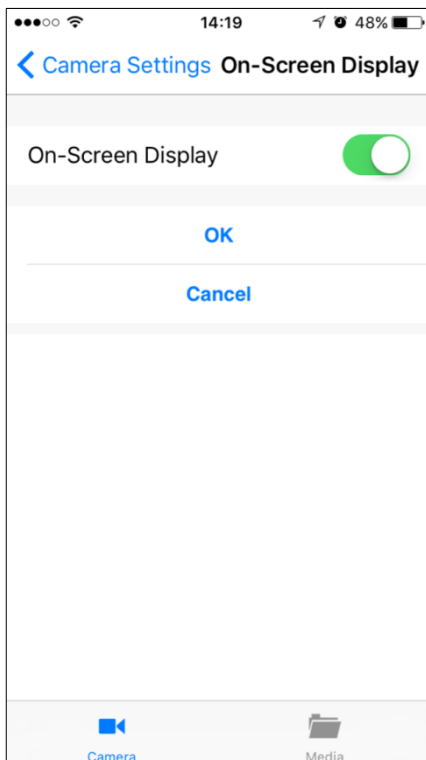 14:19 48%
Camera Settings On-Screen Display
On-Screen Display
OK
Cancel
Camera Media